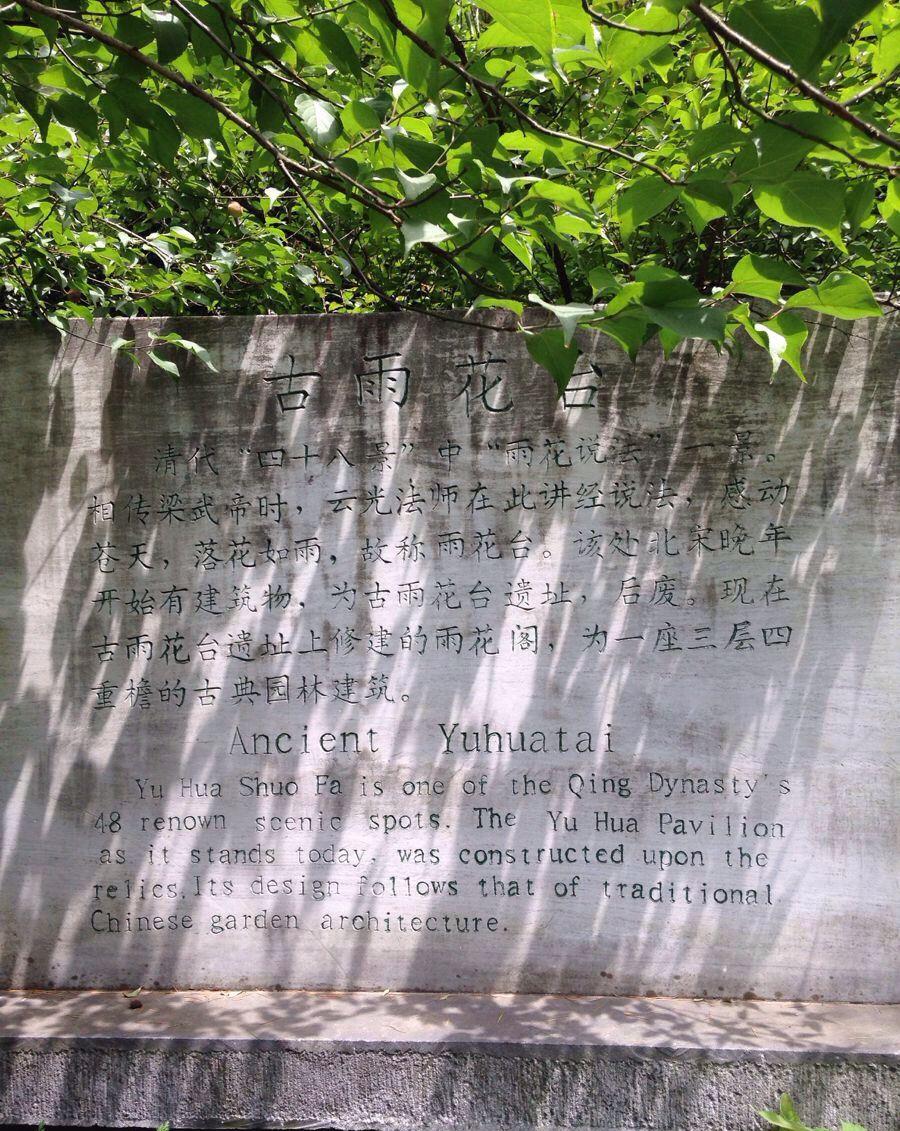 古雨花台
清代“四十八景”中“雨花说法”一景。
相传梁武帝时，云光法师在此讲经说法，感动
苍天，落花如雨，故称雨花台。该处北宋晚年
开始有建筑物，为古雨花台遗址，后废。现在
古雨花台遗址上修建的雨花阁，为一座三层四
重檐的古典园林建筑。
Ancient Yuhuatai
Yu Hua Shuo Fa is one of the Qing Dynasty's
48 renown scenic spots. The Yu Hua Pavilion
as it stands today, was constructed upon the
relics.Its design follows that of traditional
Chinese garden architecture.